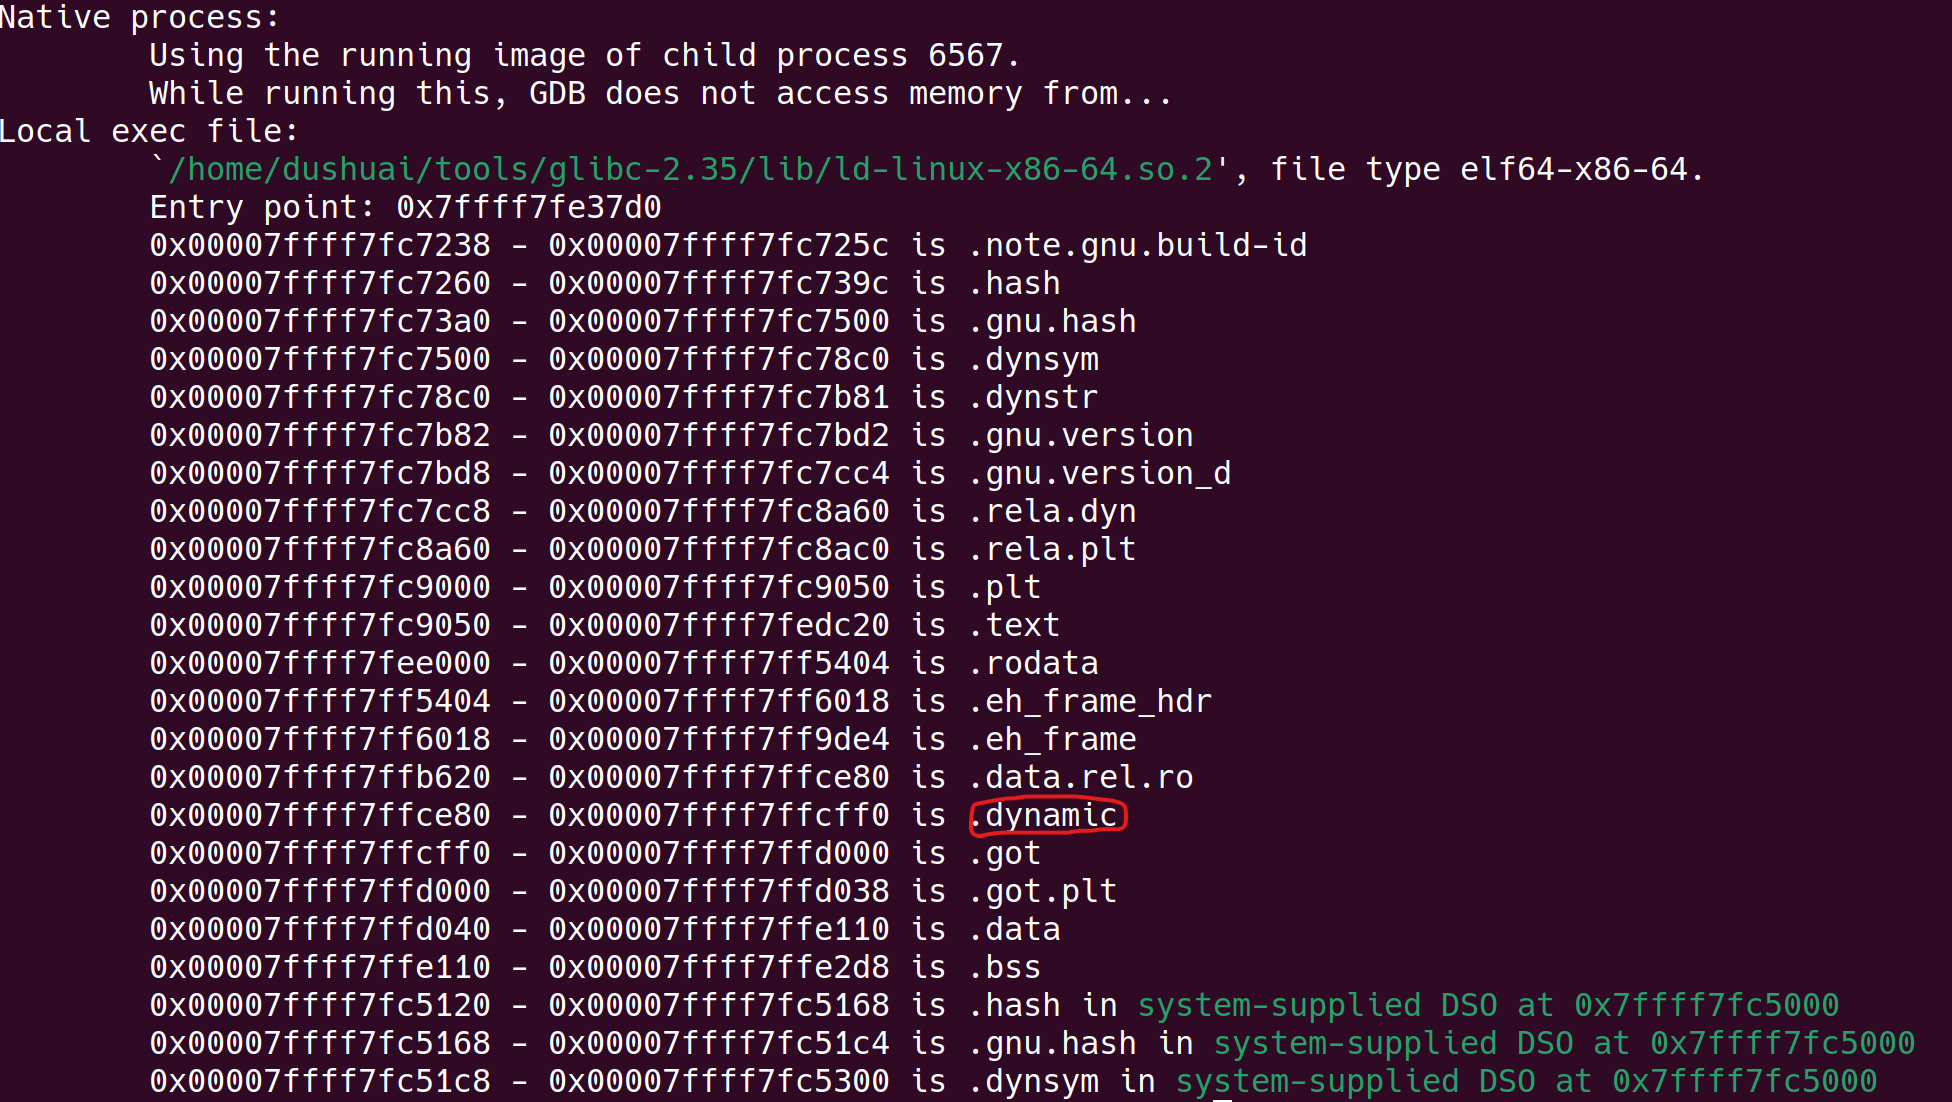 Native process:
Using the running image of child process 6567.
While running this, GDB does not access memory from...
Local exec file:
`/home/dushuai/tools/glibc-2.35/lib/ld-linux-x86-64.so.2', file type elf64-x86-64.
Entry point: 0x7ffff7fe37d0
0x00007ffff7fc7238 - 0x00007ffff7fc725c is .note.gnu.build-id
0x00007ffff7fc7260 - 0x00007ffff7fc739c is .hash
0x00007ffff7fc73a0 - 0x00007ffff7fc7500 is .gnu.hash
0x00007ffff7fc7500 - 0x00007ffff7fc78c0 is .dynsym
0x00007ffff7fc78c0 - 0x00007ffff7fc7b81 is .dynstr
0x00007ffff7fc7b82 - 0x00007ffff7fc7bd2 is .gnu.version
0x00007ffff7fc7bd8 - 0x00007ffff7fc7cc4 is .gnu.version_d
0x00007ffff7fc7cc8 - 0x00007ffff7fc8a60 is .rela.dyn
0x00007ffff7fc8a60 - 0x00007ffff7fc8ac0 is .rela.plt
0x00007ffff7fc9000 - 0x00007ffff7fc9050 is .plt
0x00007ffff7fc9050 - 0x00007ffff7fedc20 is .text
0x00007ffff7fee000 - 0x00007ffff7ff5404 is .rodata
0x00007ffff7ff5404 - 0x00007ffff7ff6018 is .eh_frame_hdr
0x00007ffff7ff6018 - 0x00007ffff7ff9de4 is .eh_frame
0x00007ffff7ffb620 - 0x00007ffff7ffce80 is .data.rel.ro
0x00007ffff7ffce80 - 0x00007ffff7ffcff0 is .dynamic
0x00007ffff7ffcff0 - 0x00007ffff7ffd000 is .got
0x00007ffff7ffd000 - 0x00007ffff7ffd038 is .got.plt
0x00007ffff7ffd040 - 0x00007ffff7ffe110 is .data
0x00007ffff7ffe110 - 0x00007ffff7ffe2d8 is .bss
0x00007ffff7fc5120 - 0x00007ffff7fc5168 is .hash in system-supplied DSO at 0x7ffff7fc5000
0x00007ffff7fc5168 - 0x00007ffff7fc51c4 is .gnu.hash in system-supplied DSO at 0x7ffff7fc5000
0x00007ffff7fc51c8 - 0x00007ffff7fc5300 is .dynsym in system-supplied DSO at 0x7ffff7fc5000